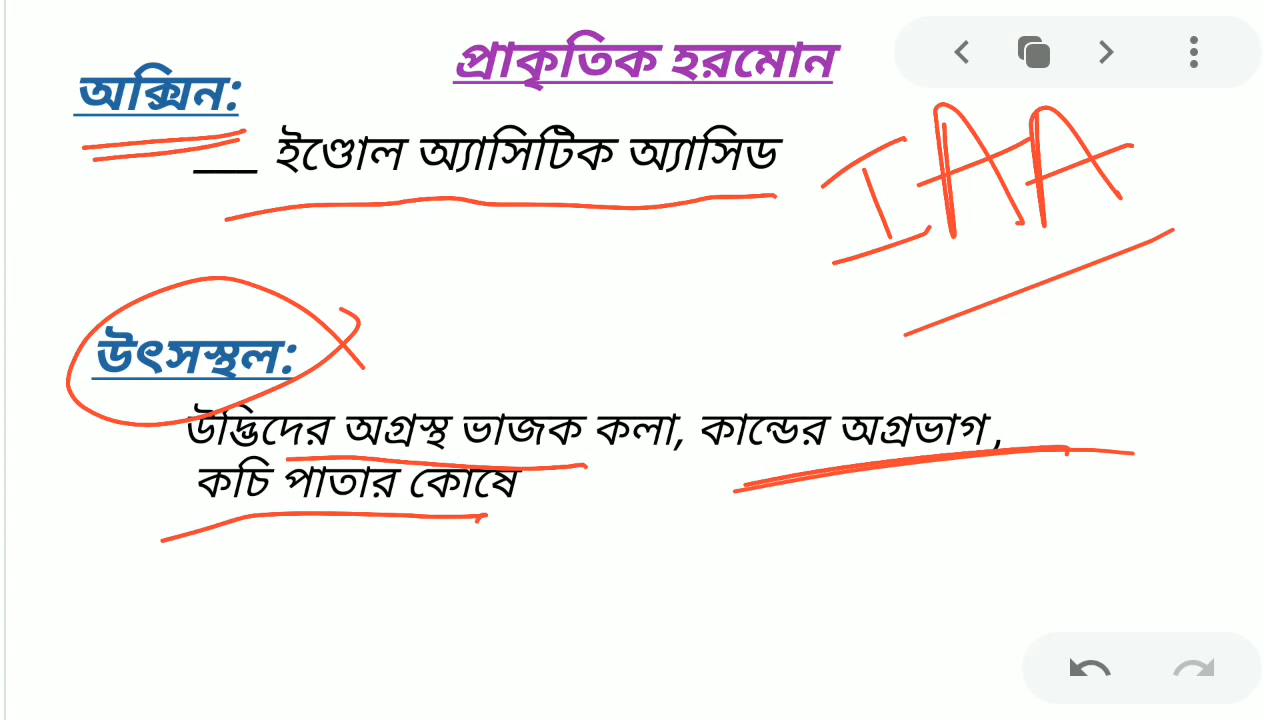 প্রাকৃতিক হরমোন
অক্সিন:
___ ইণ্ডোল অ্যাসিটিক অ্যাসিড
IAA
উৎসস্থল:
উদ্ভিদের অগ্রস্থ ভাজক কলা, কান্ডের অগ্রভাগ,
কচি পাতার কোষে